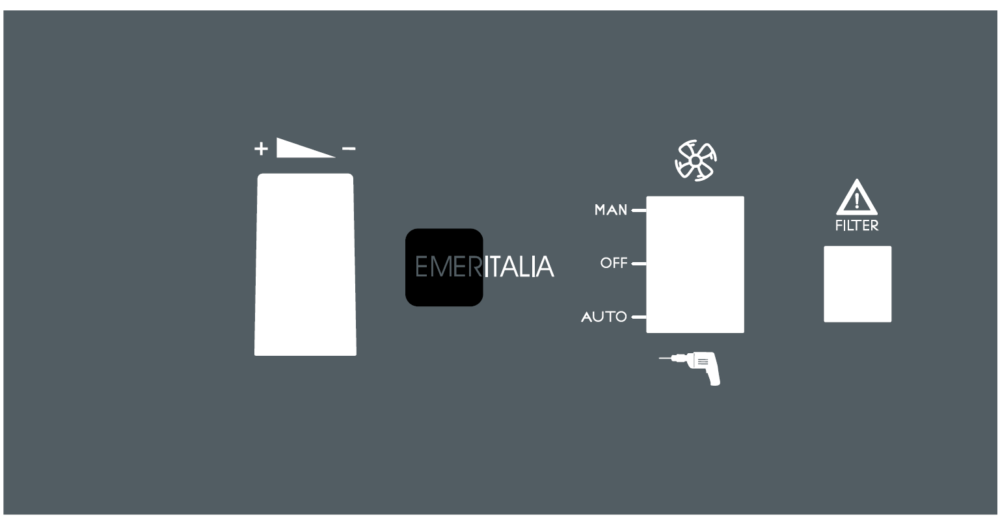 + −
EMERITALIA
MAN
OFF
AUTO
!
FILTER